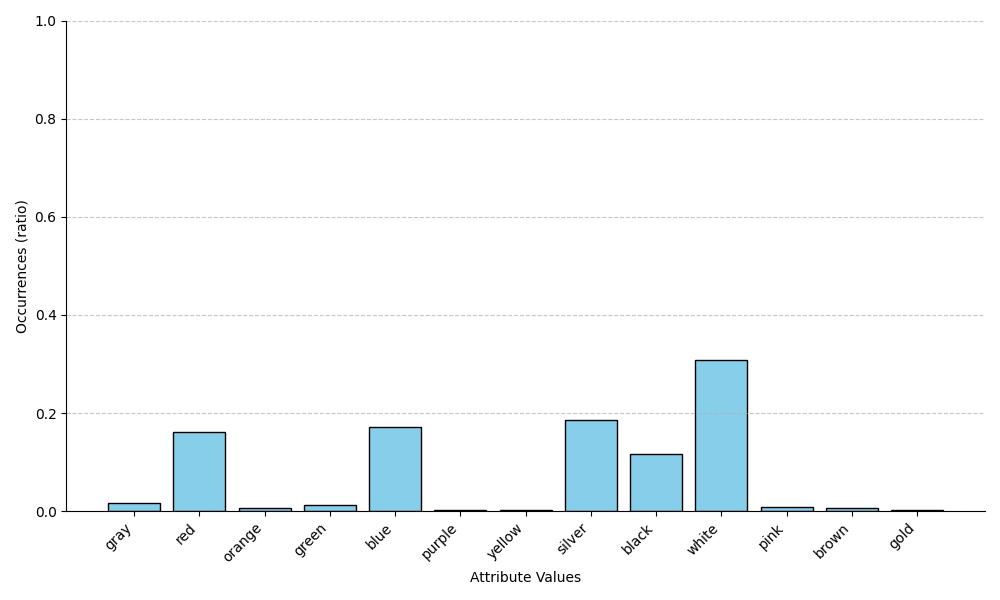 1.0
0.8
0.6
0.4
0.2
0.0
Occurrences (ratio)
gray
red
orange
green
blue
purple
yellow
silver
black
white
pink
brown
gold
Attribute Values